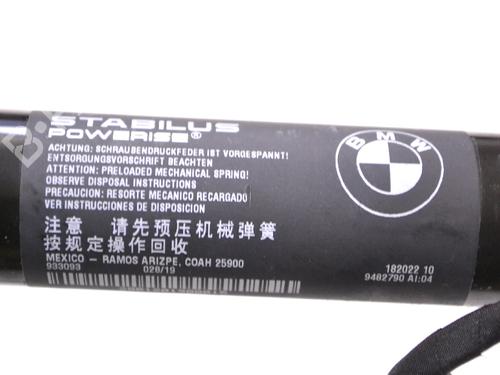 STABILUS
POWERISE®
ACHTUNG: SCHRAUBENDRUCKFEDER IST VORGESPANNT!
ENTSORGUNGSVORSCHRIFT BEACHTEN
ATTENTION: PRELOADED MECHANICAL SPRING!
OBSERVE DISPOSAL INSTRUCTIONS
PRECAUCION: RESORTE MECANICO RECARGADO
VER INSTRUCCIONES DE DISPOSICION
注意 请先预压机械弹簧
按规定操作回收
MEXICO – RAMOS ARIZPE, COAH 25900
933093 028/19
BMW
182022 10
9482790 AI:04